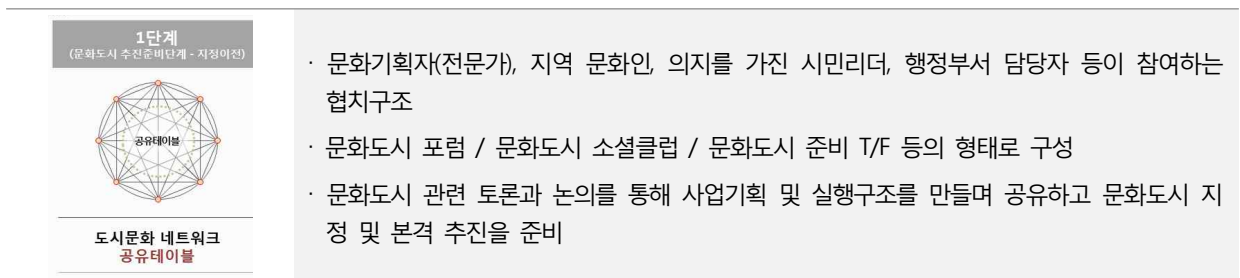 1단계
(문화도시 추진준비단계 - 지정이전)
공유테이블
도시문화 네트워크
공유테이블
· 문화기획자(전문가), 지역 문화인, 의지를 가진 시민리더, 행정부서 담당자 등이 참여하는
협치구조
· 문화도시 포럼 / 문화도시 소셜클럽 / 문화도시 준비 T/F 등의 형태로 구성
· 문화도시 관련 토론과 논의를 통해 사업기획 및 실행구조를 만들며 공유하고 문화도시 지
정 및 본격 추진을 준비